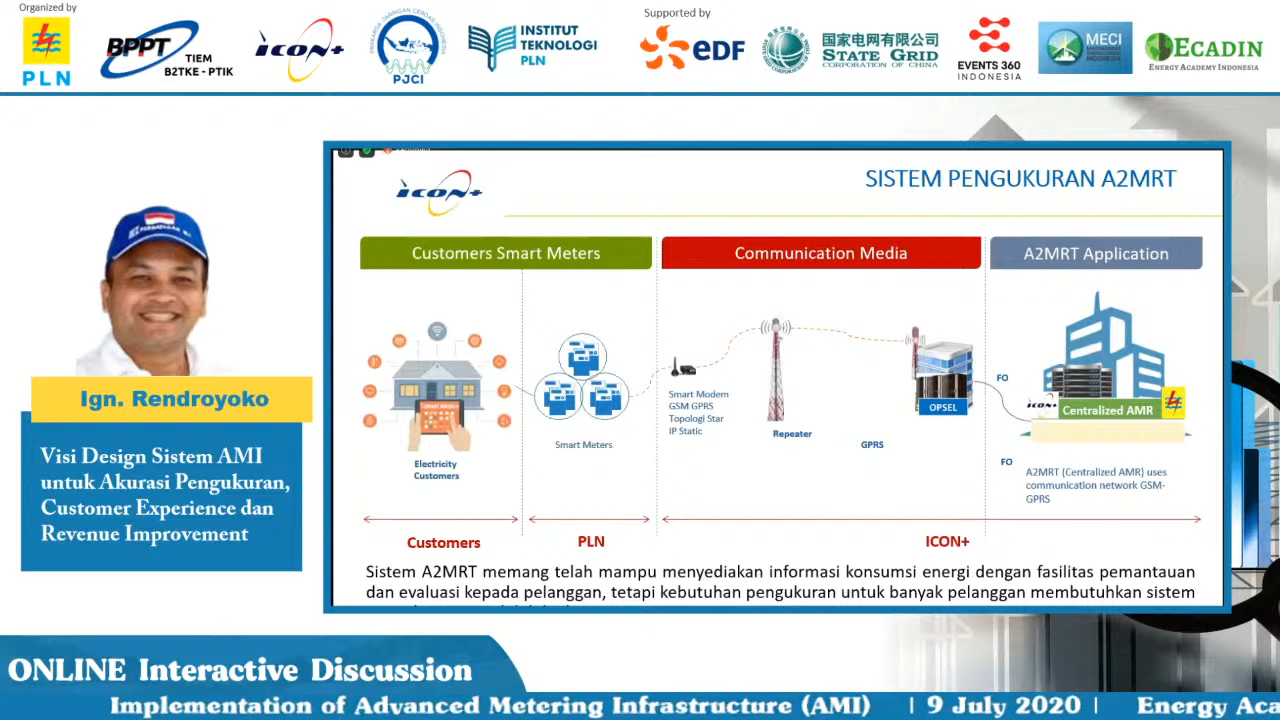 Organized by
PLN
BPPT
TIEM
B2TKE - PTIK
icon+
PRAKARSA JARINGAN CERDAS INDONESIA
PJCI
INSTITUT
TEKNOLOGI
PLN
Supported by
eDF
国家电网有限公司
STATE GRID
CORPORATION OF CHINA
EVENTS 360
INDONESIA
MECI
ECADIN
ENERGY ACADEMY INDONESIA
icon+
SISTEM PENGUKURAN A2MRT
Customers Smart Meters
Communication Media
A2MRT Application
Smart Modem
GSM GPRS
Topologi Star
IP Static
Repeater
GPRS
OPSEL
FO
icon+
Centralized AMR
Smart Meters
Electricity
Customers
FO
A2MRT (Centralized AMR) uses
communication network GSM-
GPRS
Customers
PLN
ICON+
Sistem A2MRT memang telah mampu menyediakan informasi konsumsi energi dengan fasilitas pemantauan
dan evaluasi kepada pelanggan, tetapi kebutuhan pengukuran untuk banyak pelanggan membutuhkan sistem
Ign. Rendroyoko
Visi Design Sistem AMI
untuk Akurasi Pengukuran,
Customer Experience dan
Revenue Improvement
ONLINE Interactive Discussion
Implementation of Advanced Metering Infrastructure (AMI) | 9 July 2020 | Energy Aca